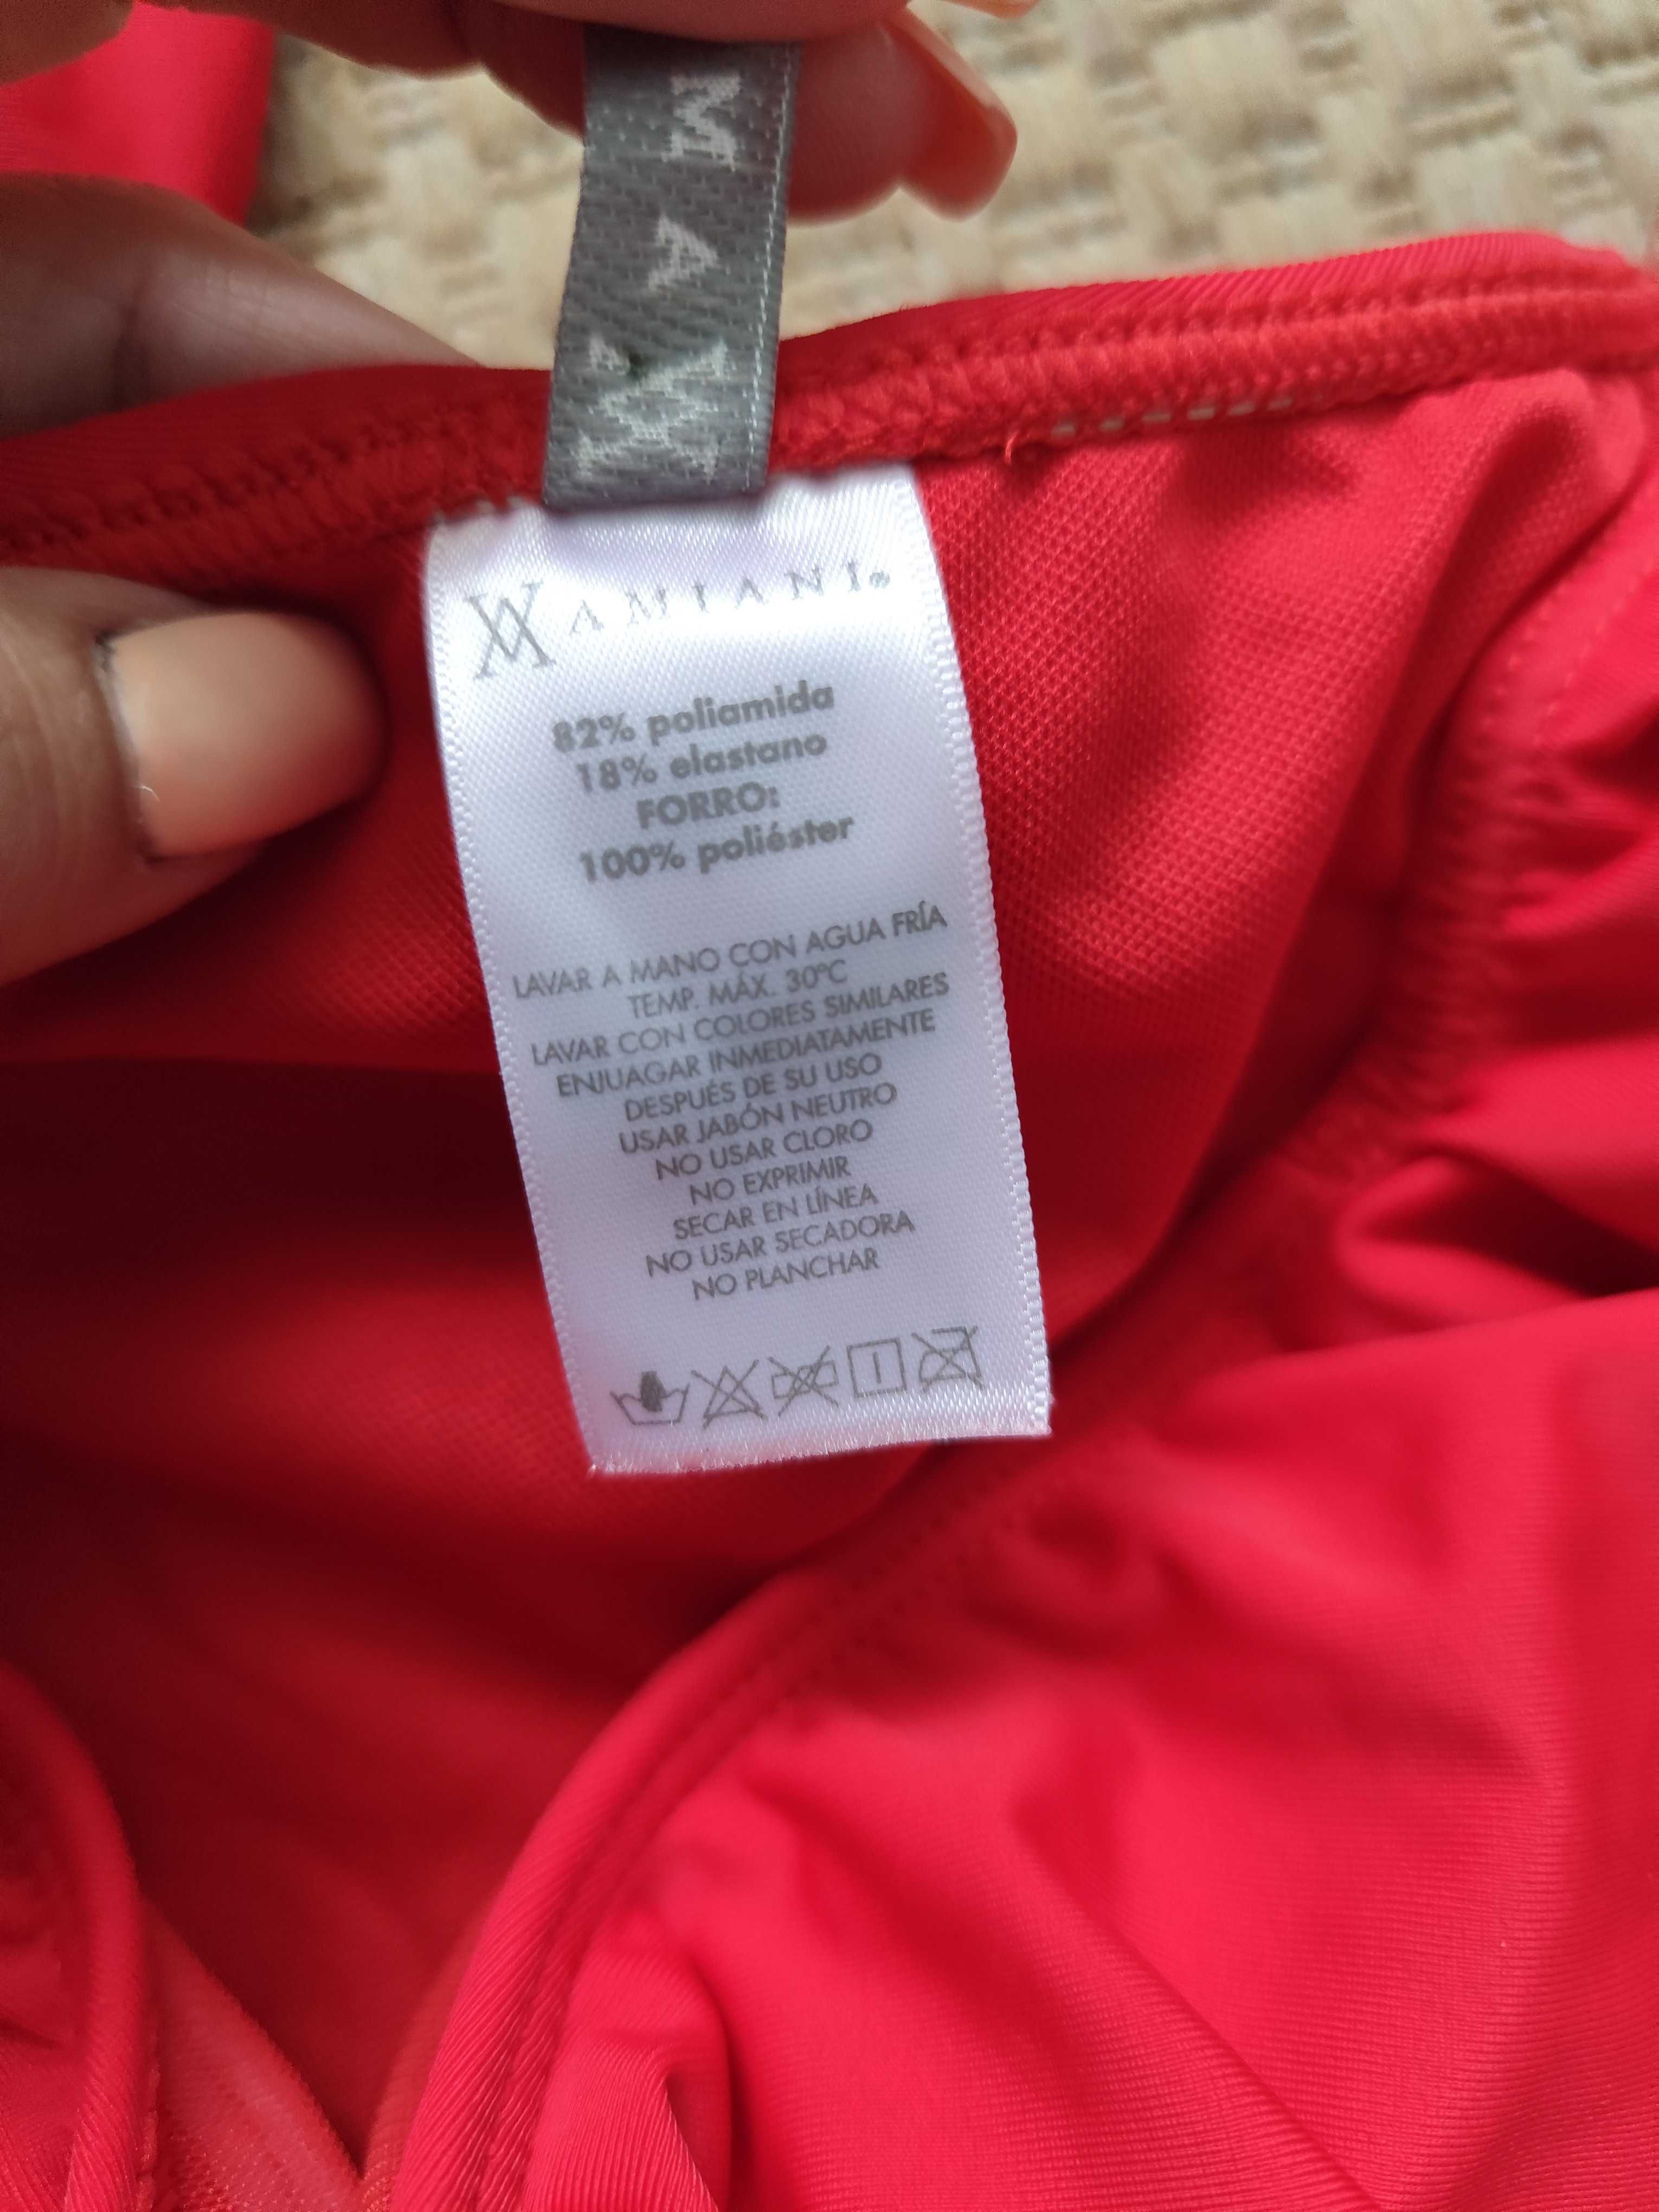 MA
AMIANI®
82% poliamida
18% elastano
FORRO:
100% poliéster
LAVAR A MANO CON AGUA FRÍA
TEMP. MÁX. 30ºC
LAVAR CON COLORES SIMILARES
ENJUAGAR INMEDIATAMENTE
DESPUÉS DE SU USO
USAR JABÓN NEUTRO
NO USAR CLORO
NO EXPRIMIR
SECAR EN LÍNEA
NO USAR SECADORA
NO PLANCHAR